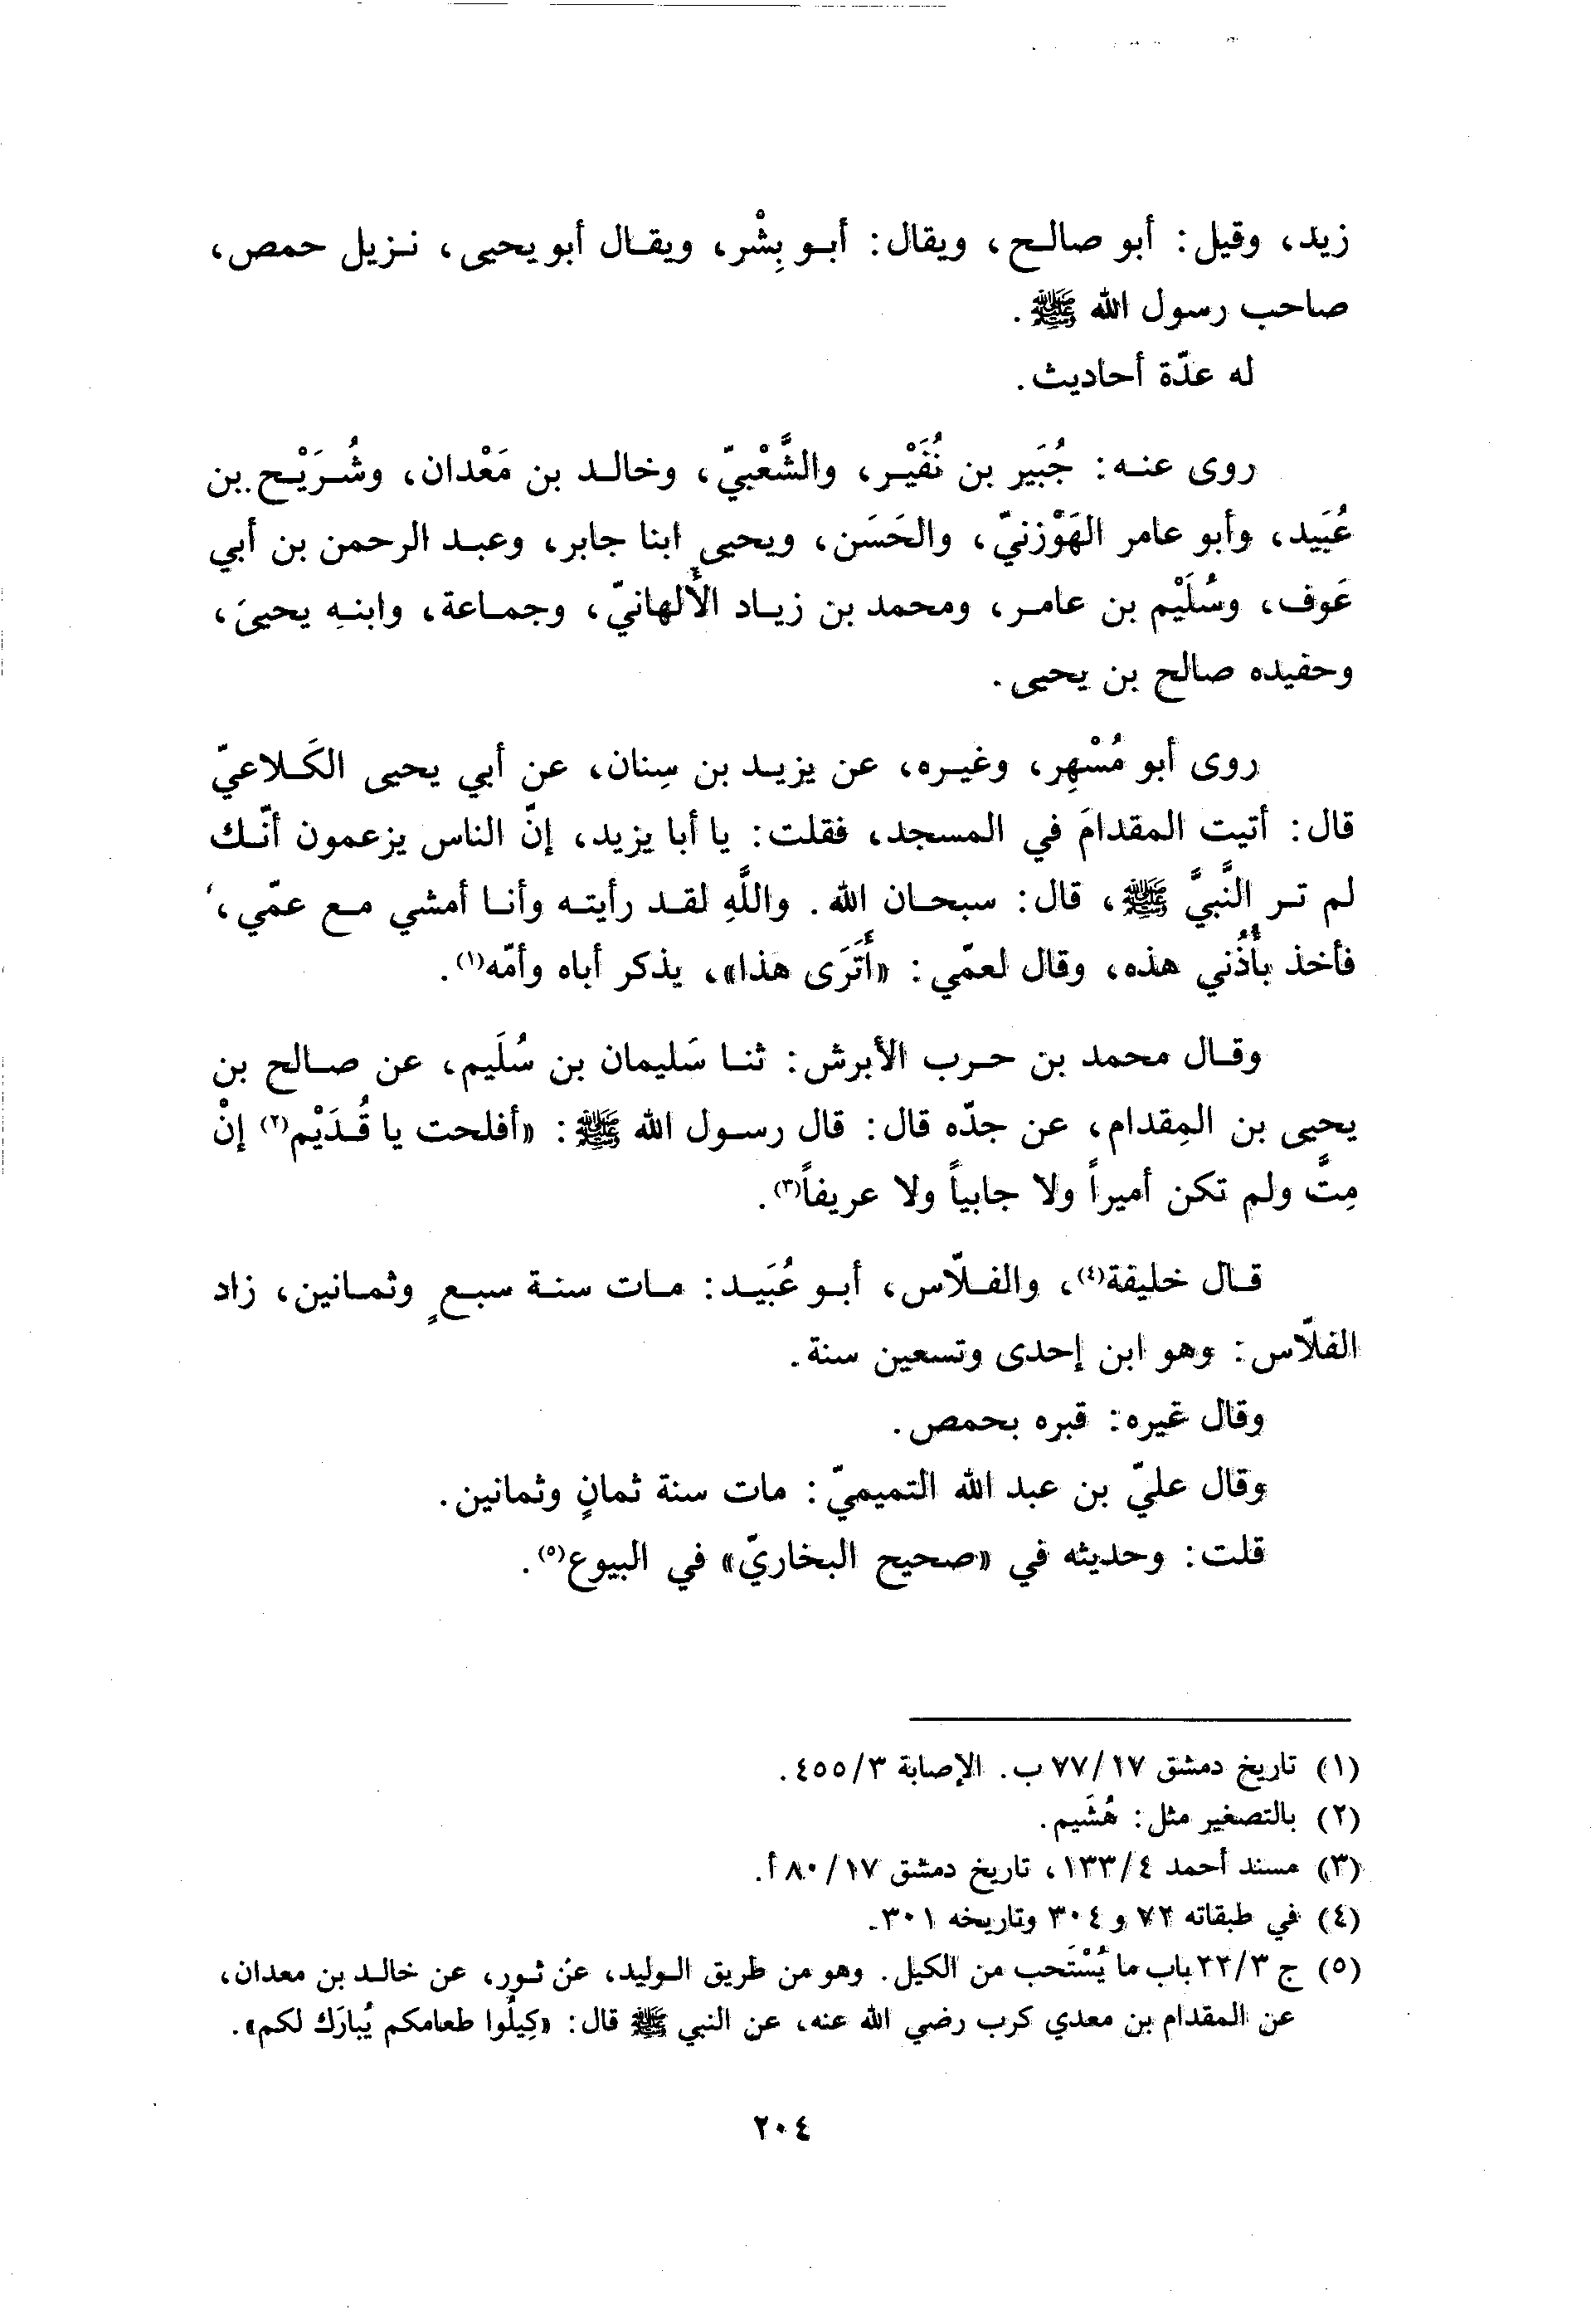 زيد، وقيل: أبو صالح، ويقال: أبو بِشْر، ويقال أبو يحيى، نزيل حمص،
صاحب رسول الله ﷺ.
له عدّة أحاديث.
روى عنه: جُبَير بن نُفَيْر، والشَّعْبيّ، وخالد بن مَعْدان، وشُرَيْح بن
عُبَيد، وأبو عامر الهَوْزنيّ، والحَسَن، ويحيى ابنا جابر، وعبد الرحمن بن أبي
عَوف، وسُلَيْم بن عامر، ومحمد بن زياد الأَلهانيّ، وجماعة، وابنهِ يحيىَ،
وحفيده صالح بن يحيى.
روى أبو مُسْهِر، وغيره، عن يزيد بن سِنان، عن أبي يحيى الكَلاعيّ
قال: أتيت المقدامَ في المسجد، فقلت: يا أبا يزيد، إنّ الناس يزعمون أنّك
لم تر النَّبيَّ ﷺ، قال: سبحان الله. واللَّهِ لقد رأيته وأنا أمشي مع عمّي،
فأخذ بأُذُني هذه، وقال لعمّي: «أَتَرَى هذا»، يذكر أباه وأمّه(١).
وقال محمد بن حرب الأبرش: ثنا سَليمان بن سُلَيم، عن صالح بن
يحيى بن المِقدام، عن جدّه قال: قال رسول الله ﷺ: «أفلحت يا قُدَيْم(٢) إنْ
مِتَّ ولم تكن أميراً ولا جابياً ولا عريفاً(٣).
قال خليفة(٤)، والفلّاس، أبو عُبَيد: مات سنة سبعٍ وثمانين، زاد
الفلّاس: وهو ابن إحدى وتسعين سنة.
وقال غيره: قبره بحمص.
وقال عليّ بن عبد الله التميميّ: مات سنة ثمانٍ وثمانين.
قلت: وحديثه في «صحيح البخاريّ» في البيوع(٥).
(١) تاريخ دمشق ١٧/٧٧ ب. الإصابة ٣/٤٥٥.
(٢) بالتصغير مثل: هُشَيم.
(٣) مسند أحمد ٤/١٣٣، تاريخ دمشق ١٧/٨٠ أ.
(٤) في طبقاته ٧٢ و ٣٠٤ وتاريخه ٣٠١.
(٥) ج ٣/٢٢ باب ما يُسْتَحب من الكيل. وهو من طريق الوليد، عن ثور، عن خالد بن معدان،
عن المقدام بن معدي كرب رضي الله عنه، عن النبي ﷺ قال: «كِيلُوا طعامكم يُبارَك لكم».
٢٠٤